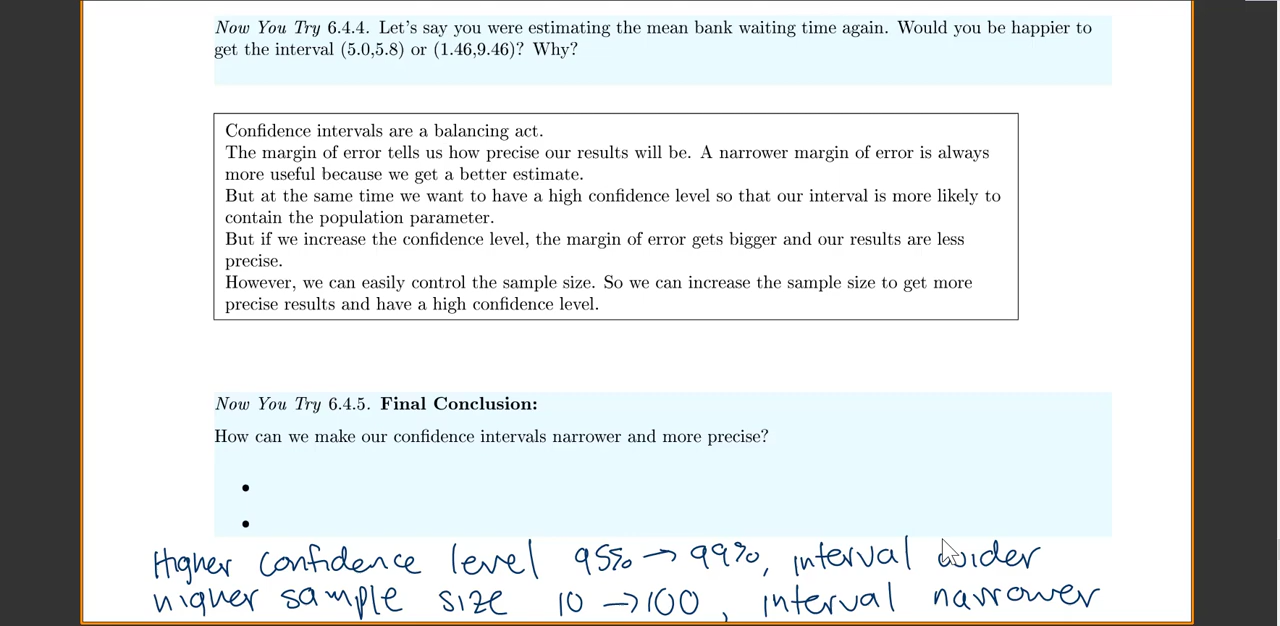 Now You Try 6.4.4. Let's say you were estimating the mean bank waiting time again. Would you be happier to
get the interval (5.0,5.8) or (1.46,9.46)? Why?
Confidence intervals are a balancing act.
The margin of error tells us how precise our results will be. A narrower margin of error is always
more useful because we get a better estimate.
But at the same time we want to have a high confidence level so that our interval is more likely to
contain the population parameter.
But if we increase the confidence level, the margin of error gets bigger and our results are less
precise.
However, we can easily control the sample size. So we can increase the sample size to get more
precise results and have a high confidence level.
Now You Try 6.4.5. Final Conclusion:
How can we make our confidence intervals narrower and more precise?
•
•
Higher confidence level 95% → 99%, interval wider
higher sample size 10 → 100, interval narrower